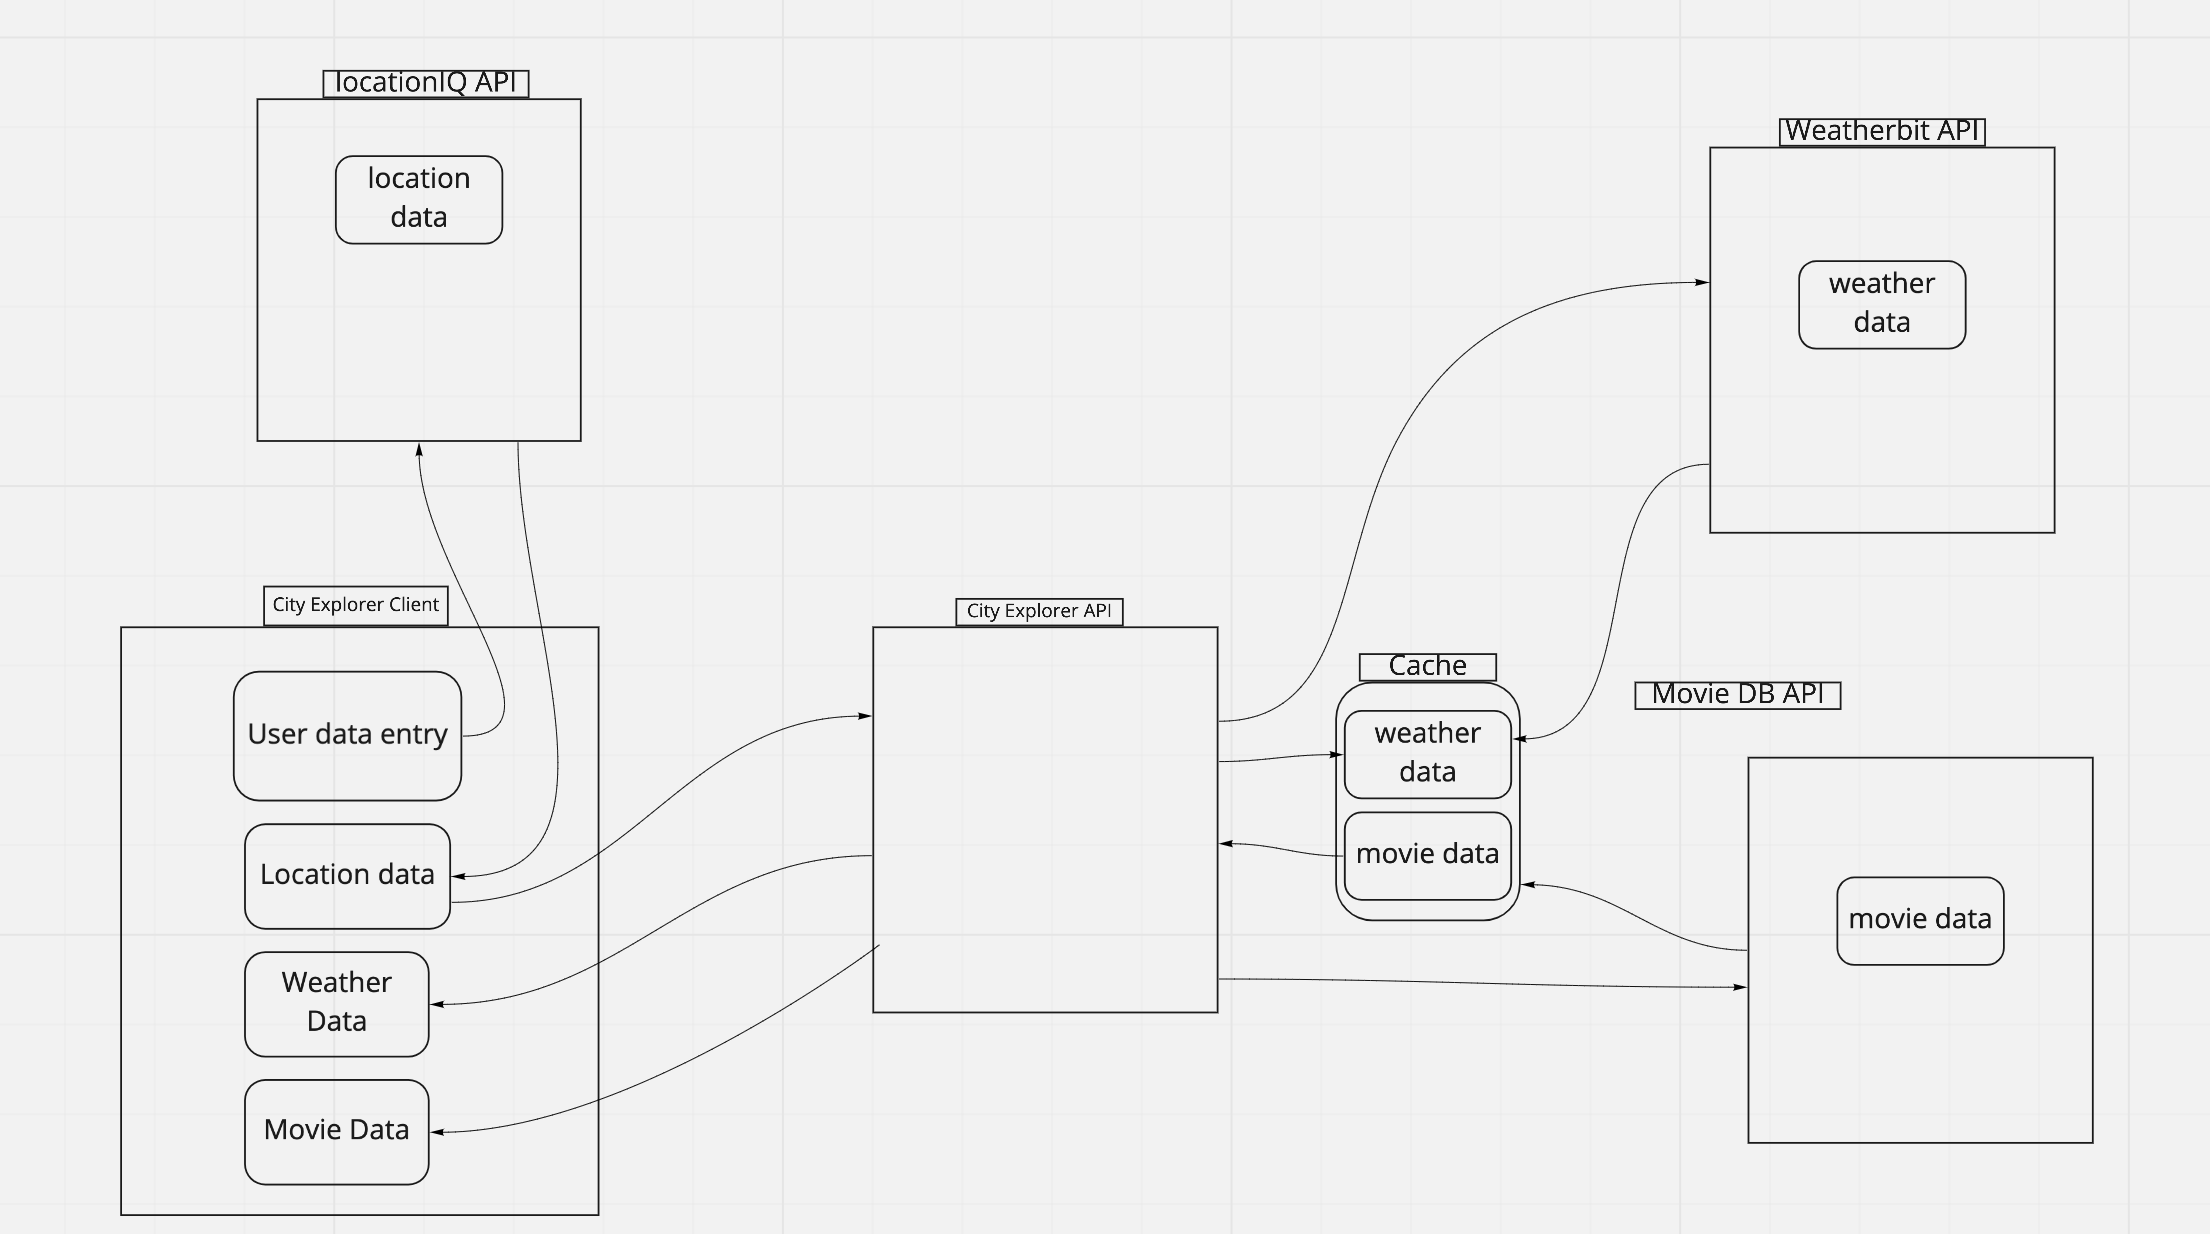 locationIQ API
location
data
Weatherbit API
weather
data
City Explorer Client
User data entry
Location data
Weather
Data
Movie Data
City Explorer API
Cache
weather
data
movie data
Movie DB API
movie data